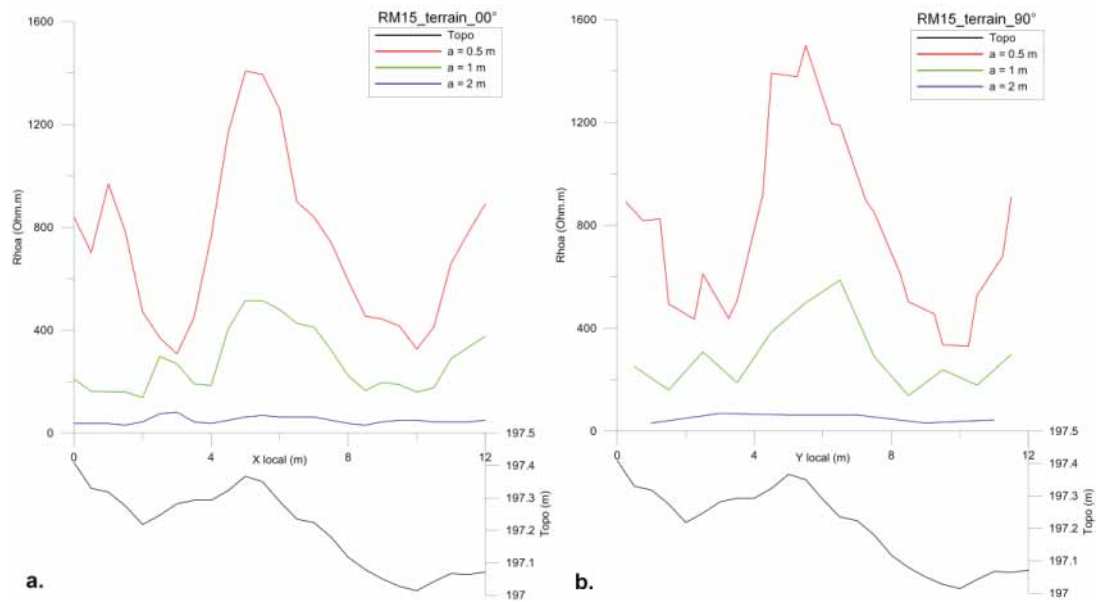 RM15_terrain_00°
Topo
a = 0.5 m
a = 1 m
a = 2 m
1600
1200
800
400
0
Rhoa (Ohm.m)
0
4
8
12
X local (m)
197.5
197.4
197.3
197.2
197.1
197
Topo (m)
a.
RM15_terrain_90°
Topo
a = 0.5 m
a = 1 m
a = 2 m
1600
1200
800
400
0
Rhoa (Ohm.m)
0
4
8
12
Y local (m)
197.5
197.4
197.3
197.2
197.1
197
Topo (m)
b.